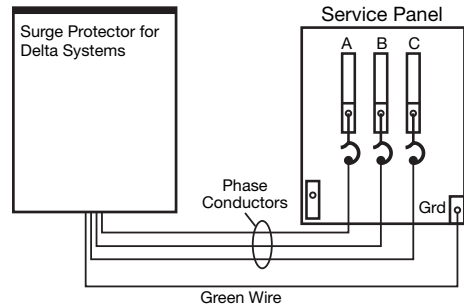 Surge Protector for
Delta Systems
Service Panel
A B C
Phase
Conductors
Grd
Green Wire